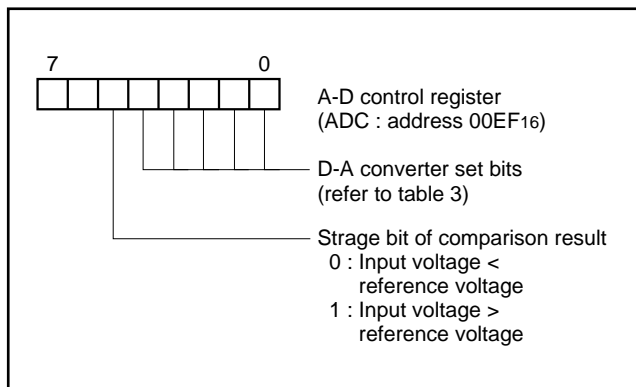 7 0
A-D control register
(ADC : address 00EF16)
D-A converter set bits
(refer to table 3)
Strage bit of comparison result
0 : Input voltage <
reference voltage
1 : Input voltage >
reference voltage